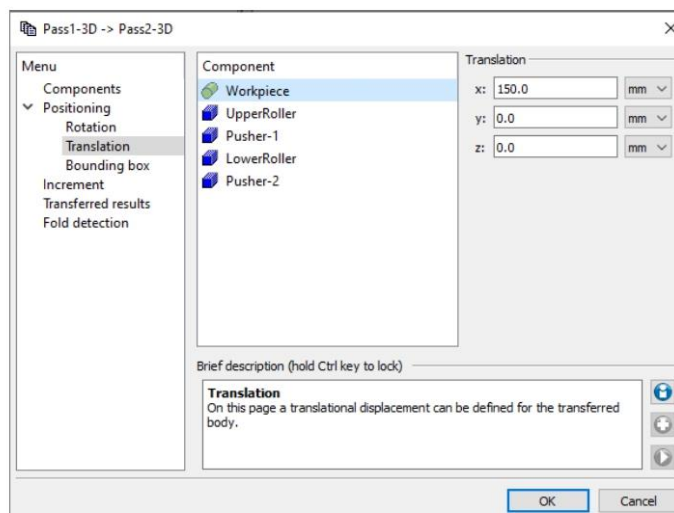 Pass1-3D -> Pass2-3D
Menu
Components
Positioning
Rotation
Translation
Bounding box
Increment
Transferred results
Fold detection
Component
Workpiece
UpperRoller
Pusher-1
LowerRoller
Pusher-2
Translation
x: 150.0 mm
y: 0.0 mm
z: 0.0 mm
Brief description (hold Ctrl key to lock)
Translation
On this page a translational displacement can be defined for the transferred
body.
OK Cancel